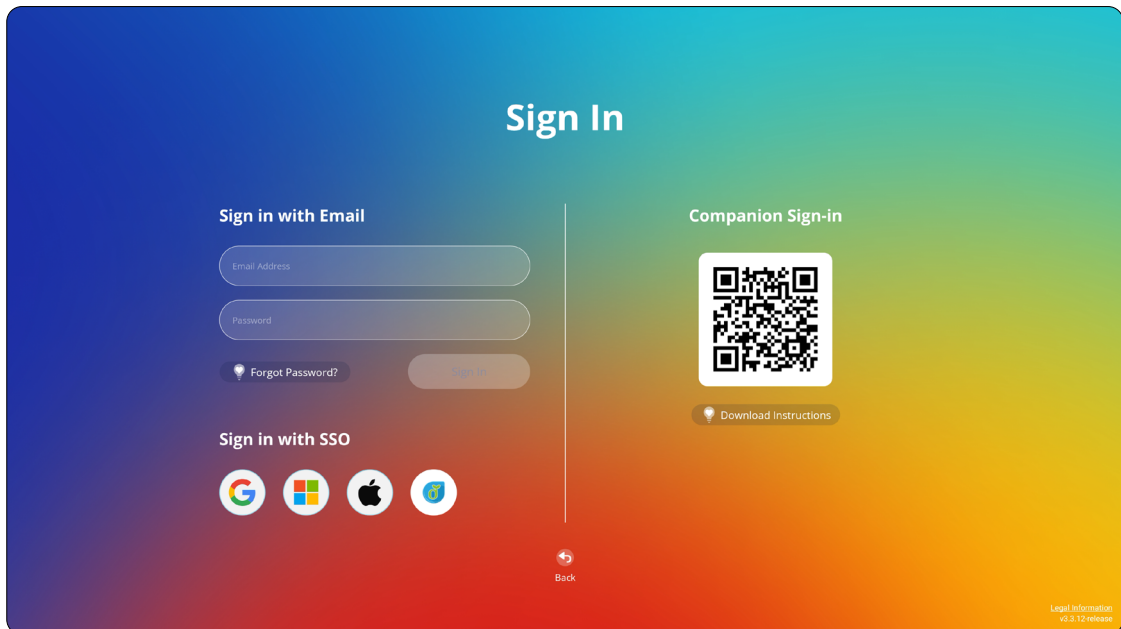 Sign In
Sign in with Email
Email Address
Password
Forgot Password?
Sign In
Sign in with SSO
Companion Sign-in
Download Instructions
Back
Legal Information
v3.3.12-release